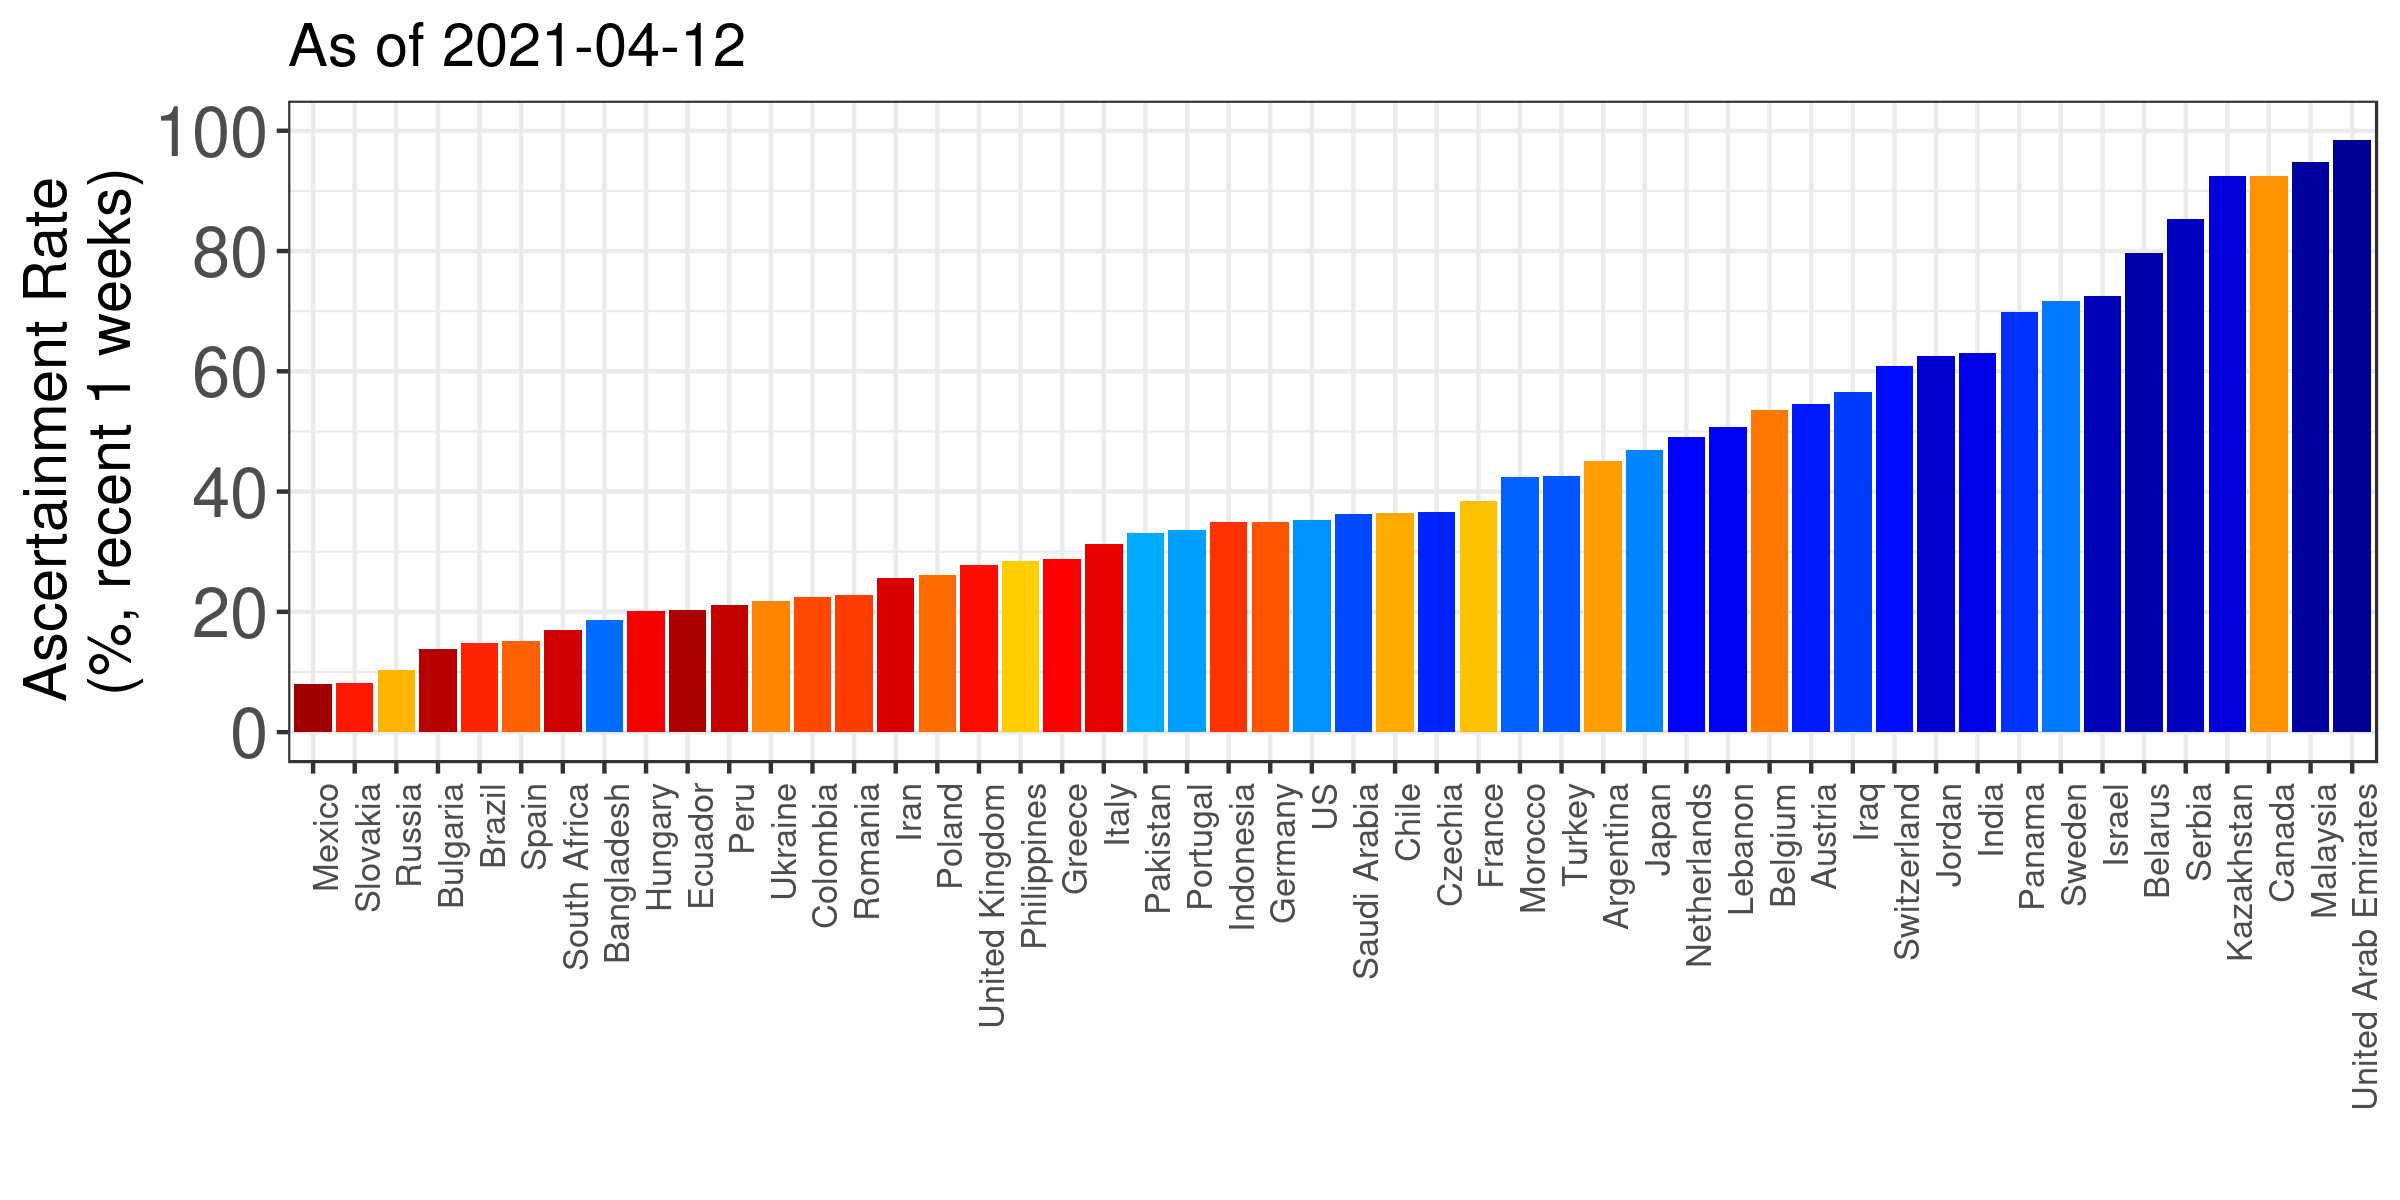 As of 2021-04-12
Ascertainment Rate
(%, recent 1 weeks)
100
80
60
40
20
0
Mexico
Slovakia
Russia
Bulgaria
Brazil
Spain
South Africa
Bangladesh
Hungary
Ecuador
Peru
Ukraine
Colombia
Romania
Iran
Poland
United Kingdom
Philippines
Greece
Italy
Pakistan
Portugal
Indonesia
Germany
US
Saudi Arabia
Chile
Czechia
France
Morocco
Turkey
Argentina
Japan
Netherlands
Lebanon
Belgium
Austria
Iraq
Switzerland
Jordan
India
Panama
Sweden
Israel
Belarus
Serbia
Kazakhstan
Canada
Malaysia
United Arab Emirates